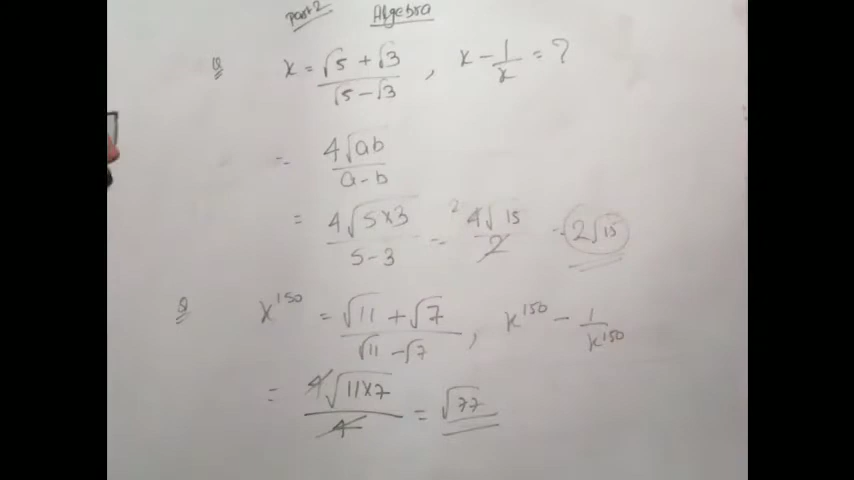 Part 2 Algebra
Q x = √5 + √3 / √5 - √3 , x - 1/x = ?
= 4√ab / a-b
= 4√5×3 / 5-3 = 2 4√15 / 2 = 2√15
Q x^150 = √11 + √7 / √11 - √7 , x^150 - 1/x^150
= 4√11×7 / 4 = √77